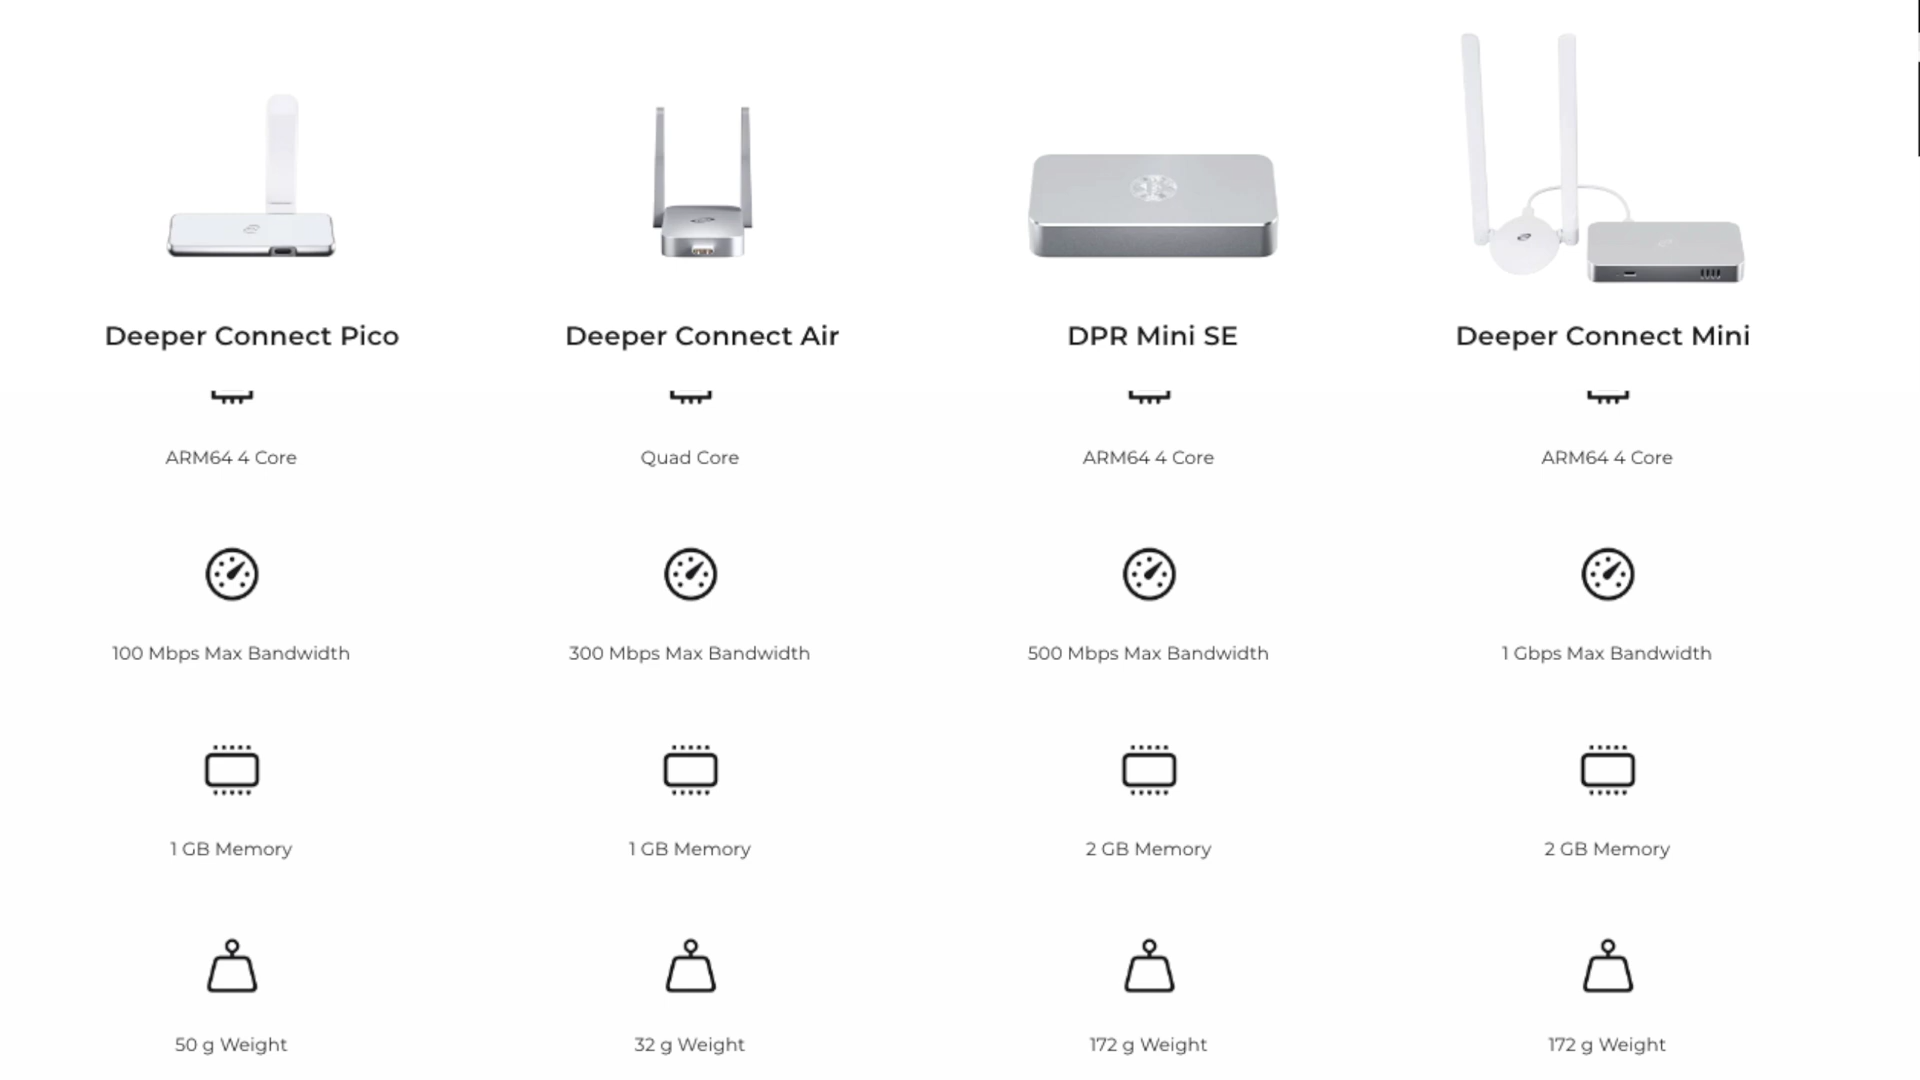 Deeper Connect Pico
Deeper Connect Air
DPR Mini SE
Deeper Connect Mini
ARM64 4 Core
Quad Core
ARM64 4 Core
ARM64 4 Core
100 Mbps Max Bandwidth
300 Mbps Max Bandwidth
500 Mbps Max Bandwidth
1 Gbps Max Bandwidth
1 GB Memory
1 GB Memory
2 GB Memory
2 GB Memory
50 g Weight
32 g Weight
172 g Weight
172 g Weight